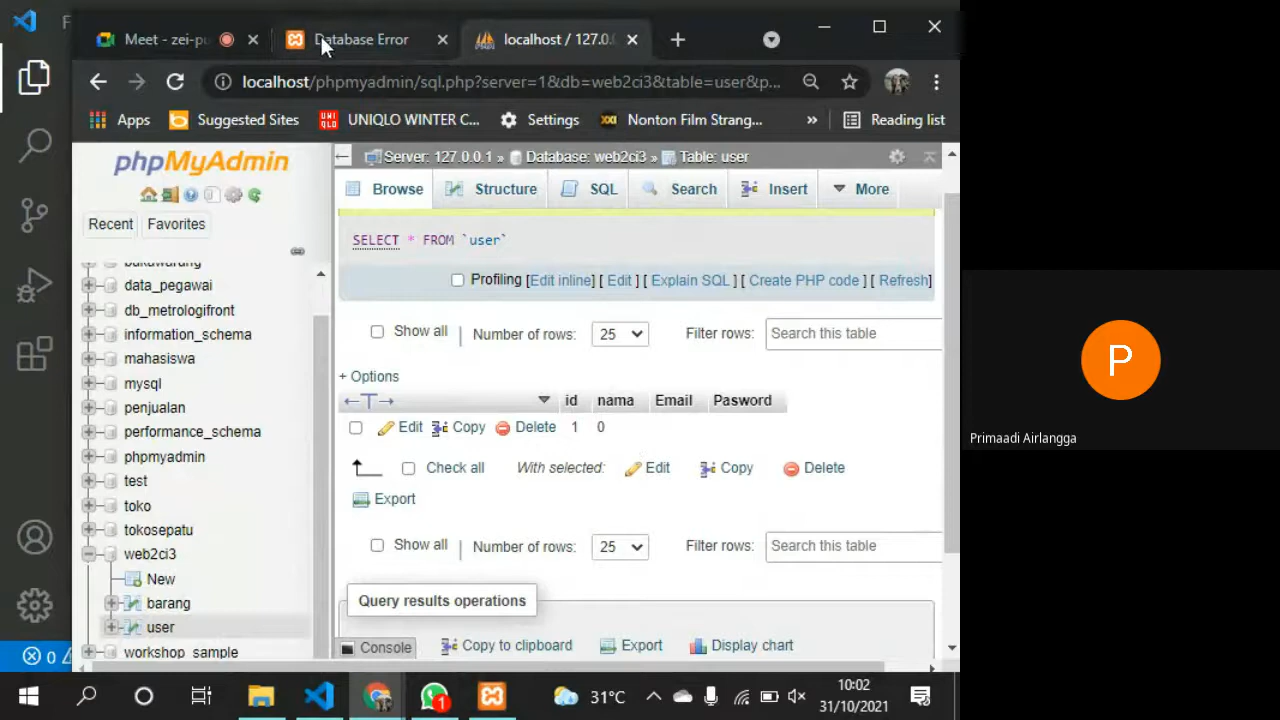 F
Meet - zei-pu
Database Error
localhost / 127.0.
localhost/phpmyadmin/sql.php?server=1&db=web2ci3&table=user&p...
Apps
Suggested Sites
UNI QLO
UNIQLO WINTER C...
Settings
XXI
Nonton Film Strang...
»
Reading list
phpMyAdmin
Recent
Favorites
bukawarang
data_pegawai
db_metrologifront
information_schema
mahasiswa
mysql
penjualan
performance_schema
phpmyadmin
test
toko
tokosepatu
web2ci3
New
barang
user
workshop_sample
Server: 127.0.0.1 » Database: web2ci3 » Table: user
Browse
Structure
SQL
Search
Insert
More
SELECT * FROM `user`
Profiling [Edit inline] [ Edit ] [ Explain SQL ] [ Create PHP code ] [ Refresh]
Show all
Number of rows:
25
Filter rows:
Search this table
+ Options
←T→
id
nama
Email
Pasword
Edit
Copy
Delete
1
0
Check all
With selected:
Edit
Copy
Delete
Export
Show all
Number of rows:
25
Filter rows:
Search this table
Query results operations
Console
Copy to clipboard
Export
Display chart
0
1
31°C
10:02
31/10/2021
P
Primaadi Airlangga